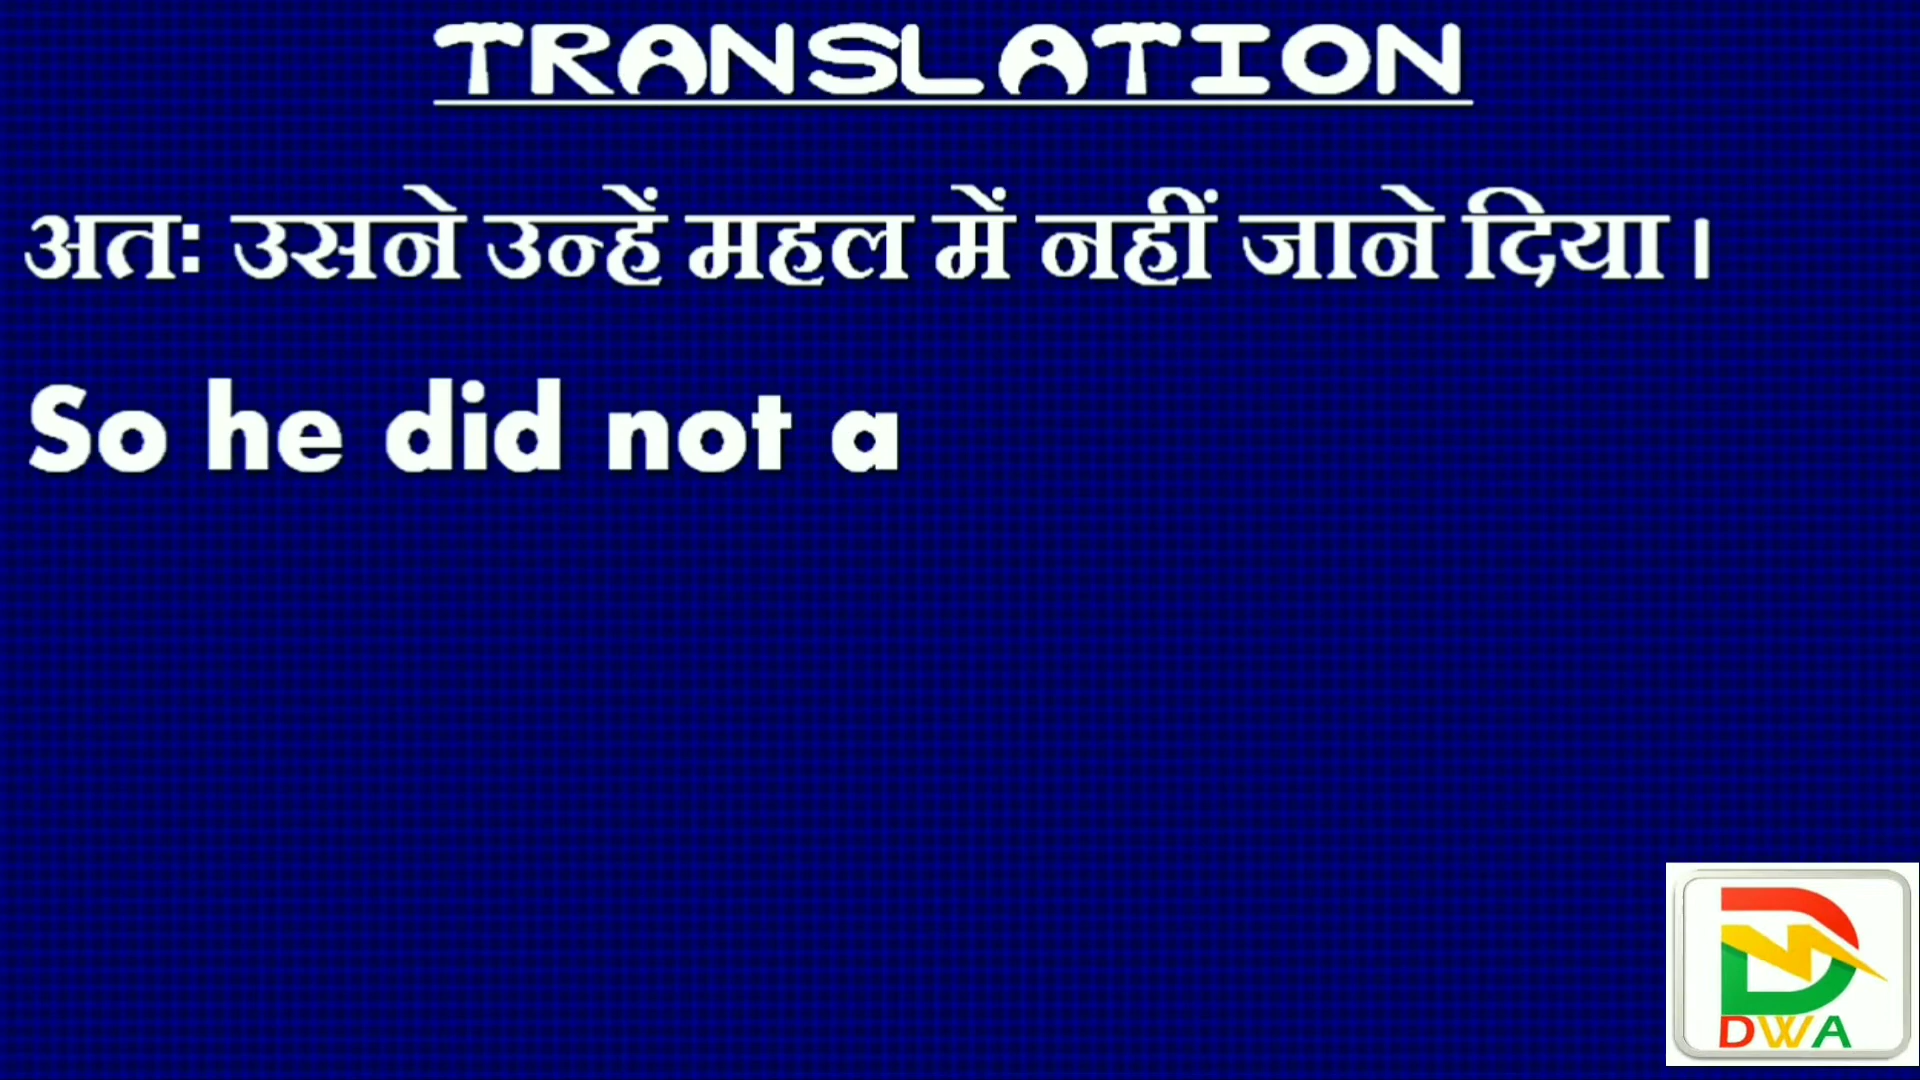 TRANSLATION
अतः उसने उन्हें महल में नहीं जाने दिया।
So he did not a
DWA